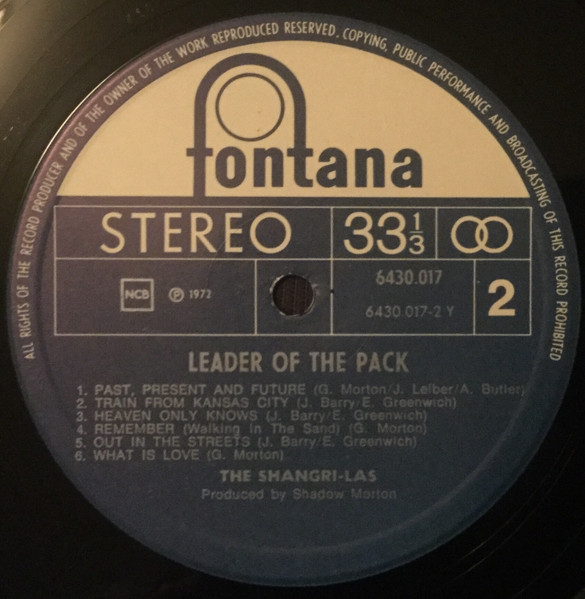 ALL RIGHTS OF THE RECORD PRODUCER AND OF THE OWNER OF THE WORK REPRODUCED RESERVED. COPYING, PUBLIC PERFORMANCE AND BROADCASTING OF THIS RECORD PROHIBITED
fontana
STEREO 33 1/3
NCB ℗ 1972 6430.017
6430.017-2 Y 2
LEADER OF THE PACK
1. PAST, PRESENT AND FUTURE (G. Morton/J. Leiber/A. Butler)
2. TRAIN FROM KANSAS CITY (J. Barry/E. Greenwich)
3. HEAVEN ONLY KNOWS (J. Barry/E. Greenwich)
4. REMEMBER (Walking In The Sand) (G. Morton)
5. OUT IN THE STREETS (J. Barry/E. Greenwich)
6. WHAT IS LOVE (G. Morton)
THE SHANGRI-LAS
Produced by Shadow Morton